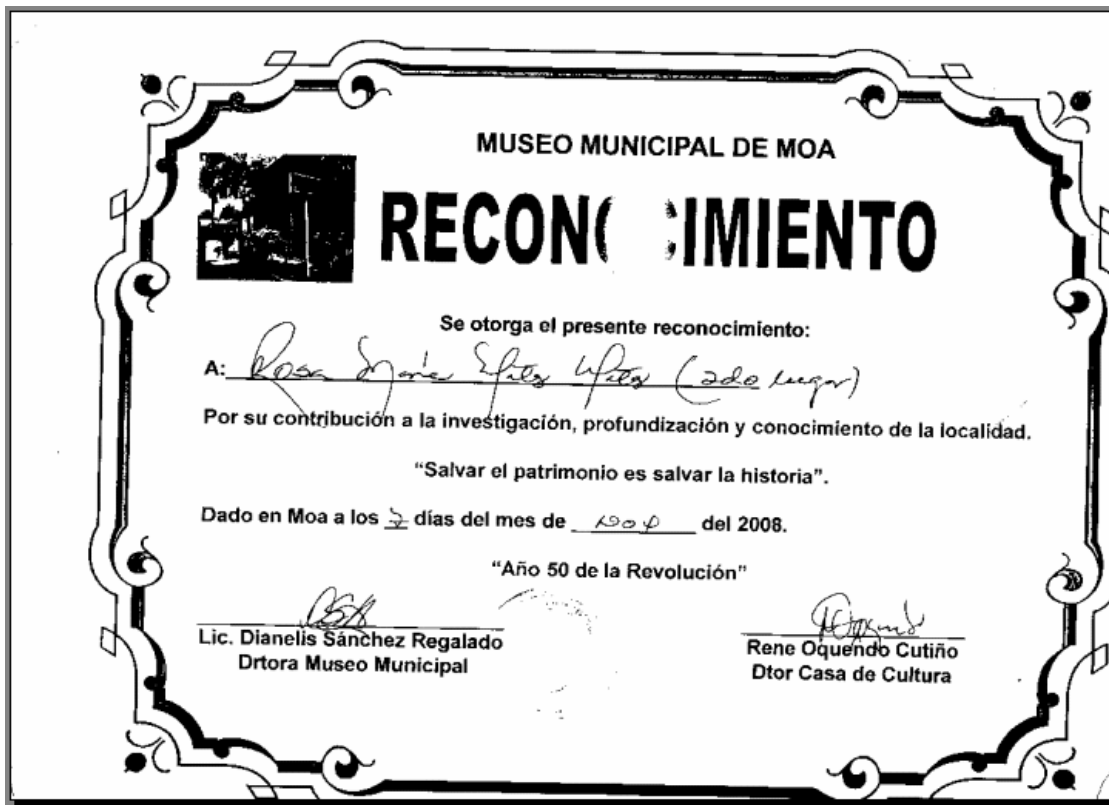 MUSEO MUNICIPAL DE MOA
RECONOCIMIENTO
Se otorga el presente reconocimiento:
A: Rosa María (2do lugar)
Por su contribución a la investigación, profundización y conocimiento de la localidad.
“Salvar el patrimonio es salvar la historia”.
Dado en Moa a los días del mes de del 2008.
“Año 50 de la Revolución”
Lic. Dianelis Sánchez Regalado
Rene Oquendo Cutiño
Drtora Museo Municipal
Dtor Casa de Cultura